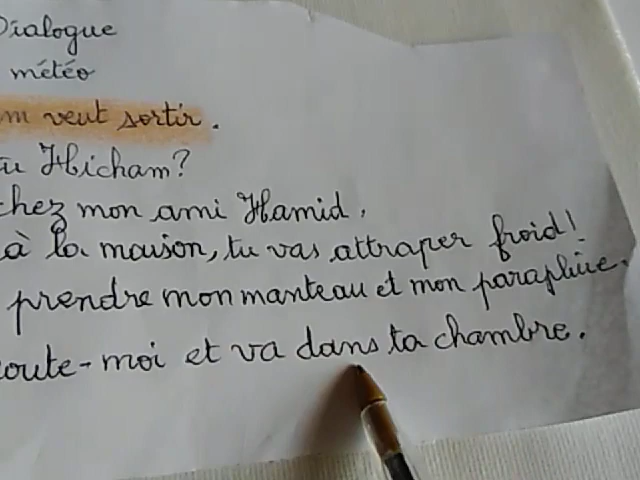 Dialogue
météo
m veut sortir.
u Hicham?
chez mon ami Hamid.
à la maison, tu vas attraper froid!
prendre mon manteau et mon parapluie.
coute-moi et va dans ta chambre.